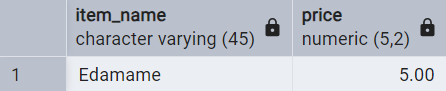 item_name price
character varying (45) numeric (5,2)
1 Edamame 5.00